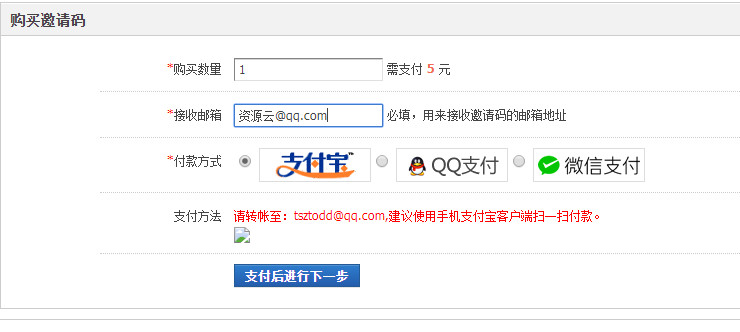 购买邀请码
*购买数量 1 需支付 5 元
*接收邮箱 资源云@qq.com 必填，用来接收邀请码的邮箱地址
*付款方式 支付宝™ QQ支付 微信支付
支付方法 请转帐至：tsztodd@qq.com,建议使用手机支付宝客户端扫一扫付款。
支付后进行下一步